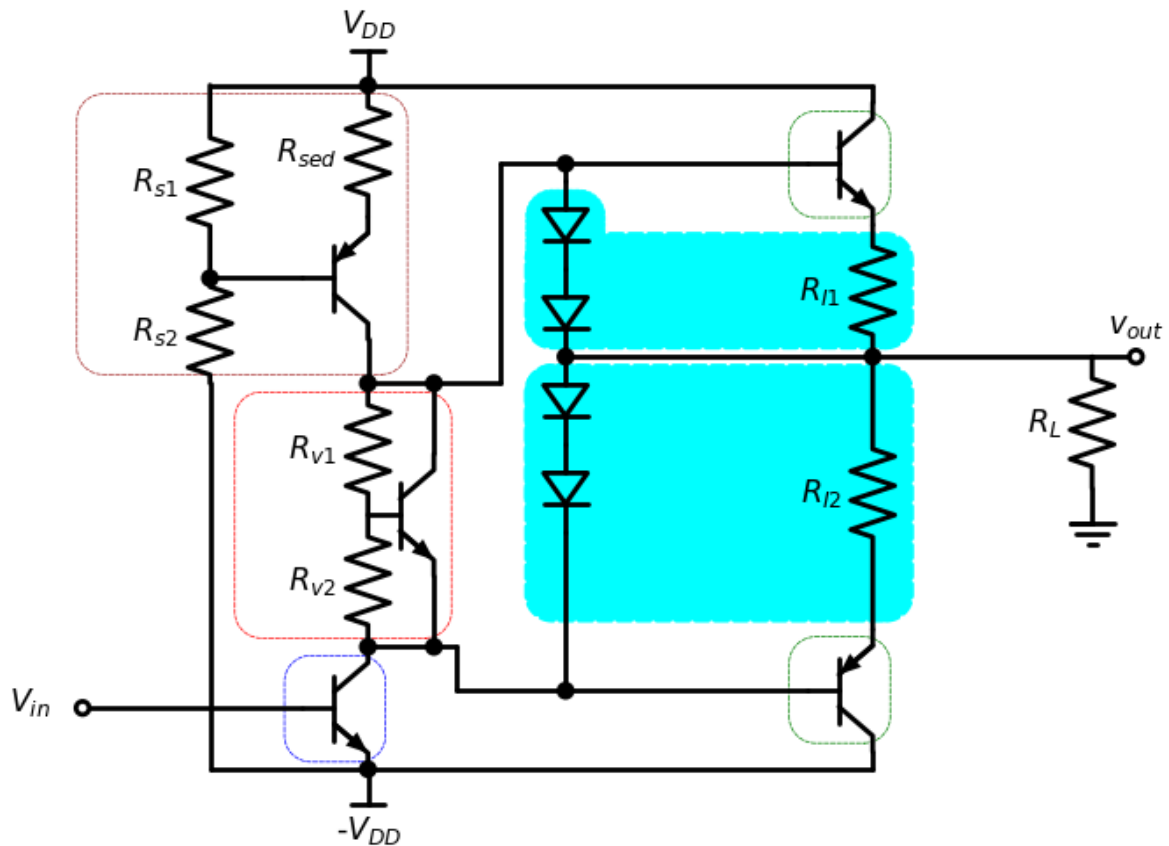 V_DD
R_sed
R_s1
R_s2
R_l1
v_out
R_L
R_v1
R_l2
R_v2
V_in
-V_DD